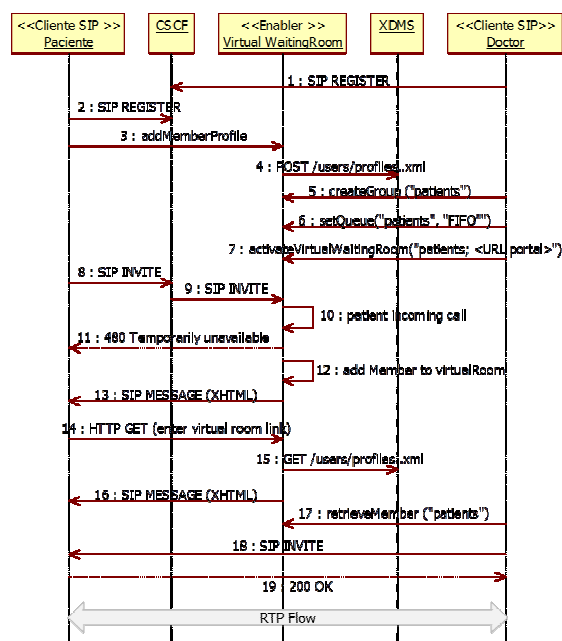 <<Cliente SIP >>
Paciente
CSCF
<<Enabler >>
Virtual WaitingRoom
XDMS
<<Cliente SIP>>
Doctor
1 : SIP REGISTER
2 : SIP REGISTER
3 : addMemberProfile
4 : POST /users/profiles..xml
5 : createGroup ("patients")
6 : setQueue("patients", "FIFO"")
7 : activateVirtualWaitingRoom("patients; <URL portal>")
8 : SIP INVITE
9 : SIP INVITE
10 : patient incoming call
11 : 480 Temporarily unavailable
12 : add Member to virtualRoom
13 : SIP MESSAGE (XHTML)
14 : HTTP GET (enter virtual room link)
15 : GET /users/profiles..xml
16 : SIP MESSAGE (XHTML)
17 : retrieveMember ("patients")
18 : SIP INVITE
19 : 200 OK
RTP Flow